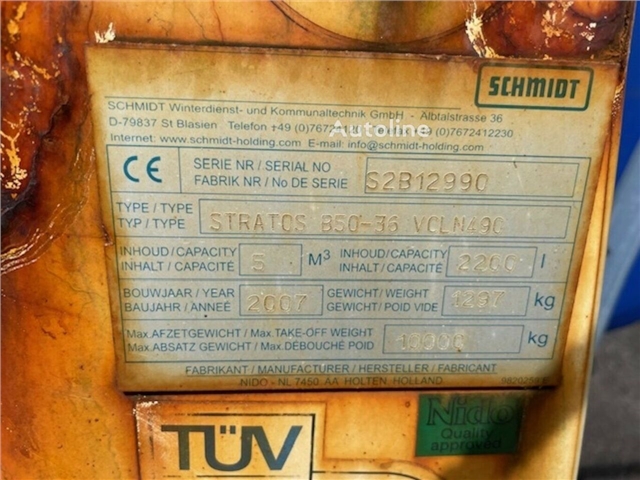 SCHMIDT
SCHMIDT Winterdienst- und Kommunaltechnik GmbH - Albtalstrasse 36
D-79837 St Blasien Telefon +49 (0)7672412230
Internet: www.schmidt-holding.com E-mail: info@schmidt-holding.com
Autoline
CE
SERIE NR / SERIAL NO
FABRIK NR / No DE SERIE
S2B12990
TYPE / TYPE
TYP / TYPE
STRATOS B50-36 VCLN490
INHOUD / CAPACITY
INHALT / CAPACITÉ
5 M³
INHOUD / CAPACITY
INHALT / CAPACITÉ
2200 l
BOUWJAAR / YEAR
BAUJAHR / ANNEÉ
2007
GEWICHT / WEIGHT
GEWICHT / POID VIDE
1297 kg
Max. AFZETGEWICHT / Max. TAKE-OFF WEIGHT
Max. ABSATZ GEWICHT / Max. DÉBOUCHÉ POID
kg
FABRIKANT / MANUFACTURER / HERSTELLER / FABRICANT
NIDO - NL 7450 AA HOLTEN HOLLAND
TÜV
Nido
Quality
approved